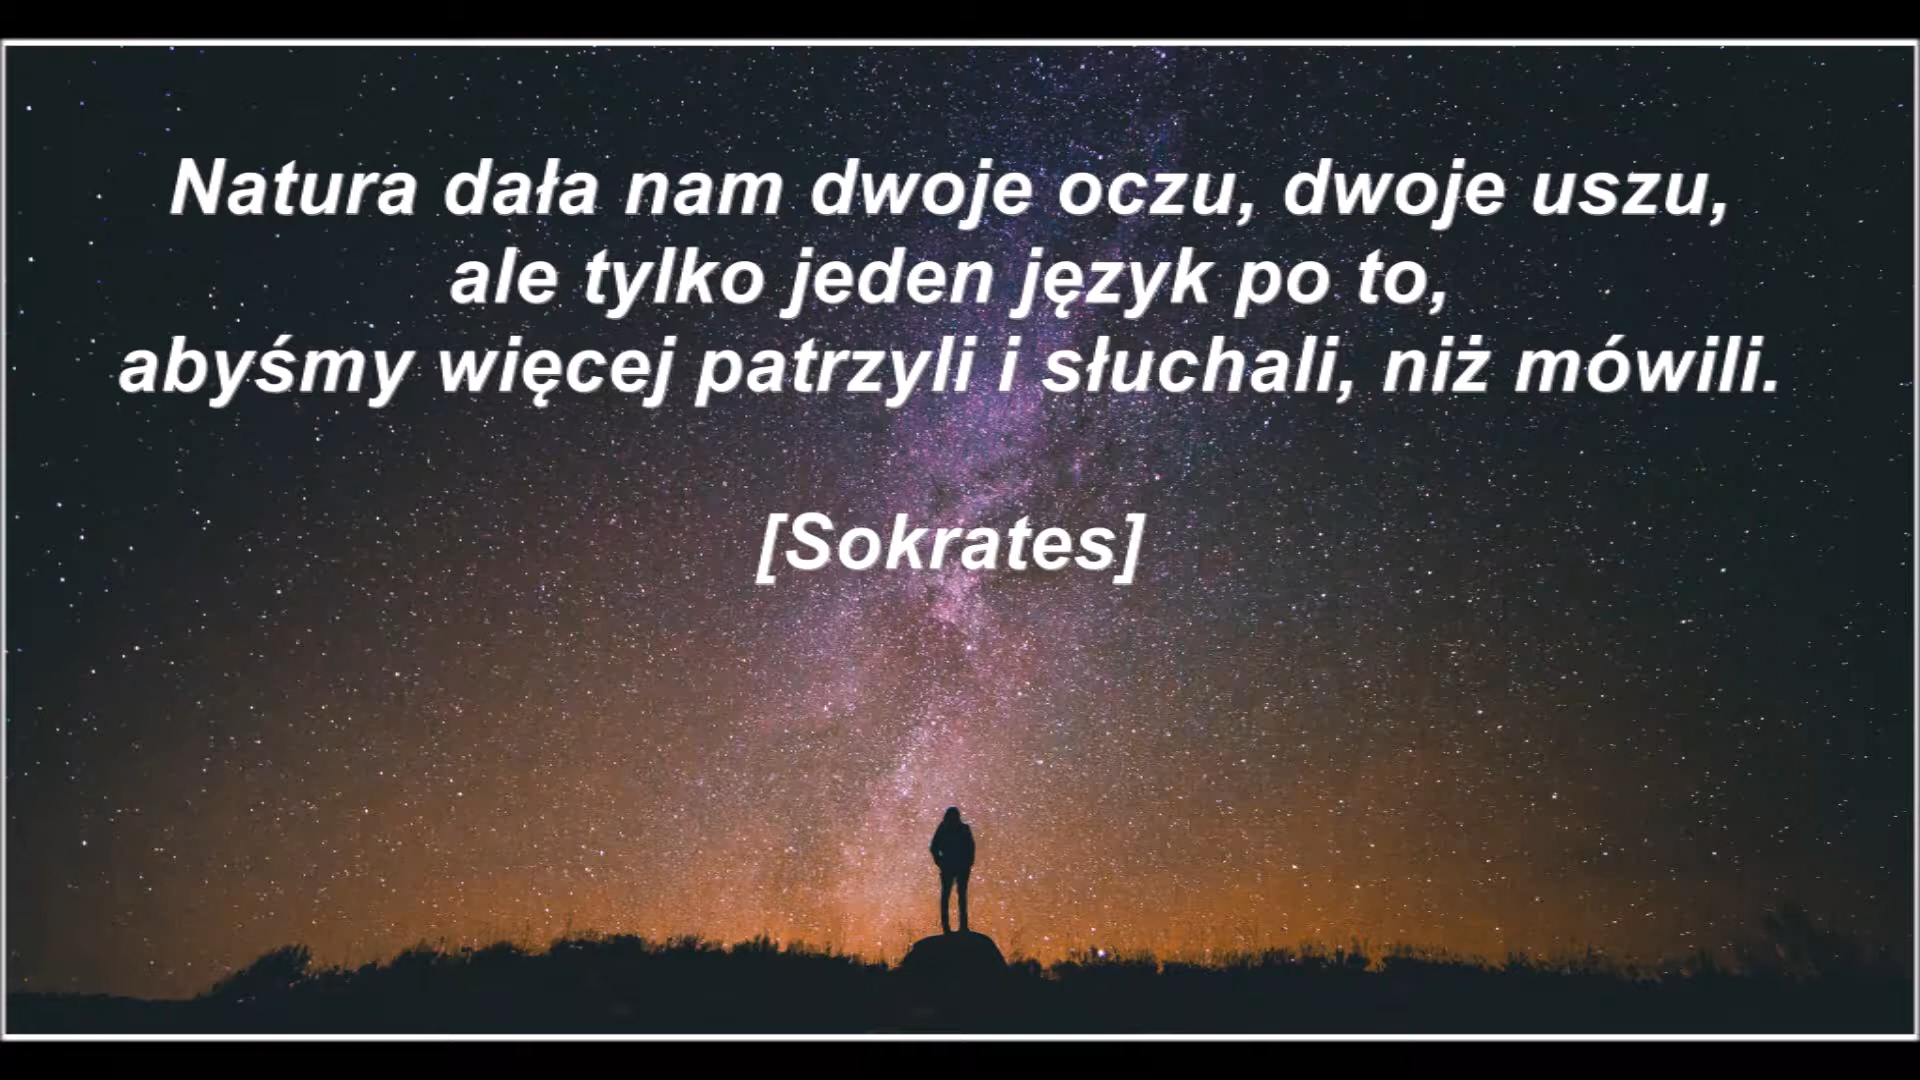 Natura dała nam dwoje oczu, dwoje uszu,
ale tylko jeden język po to,
abyśmy więcej patrzyli i słuchali, niż mówili.
[Sokrates]